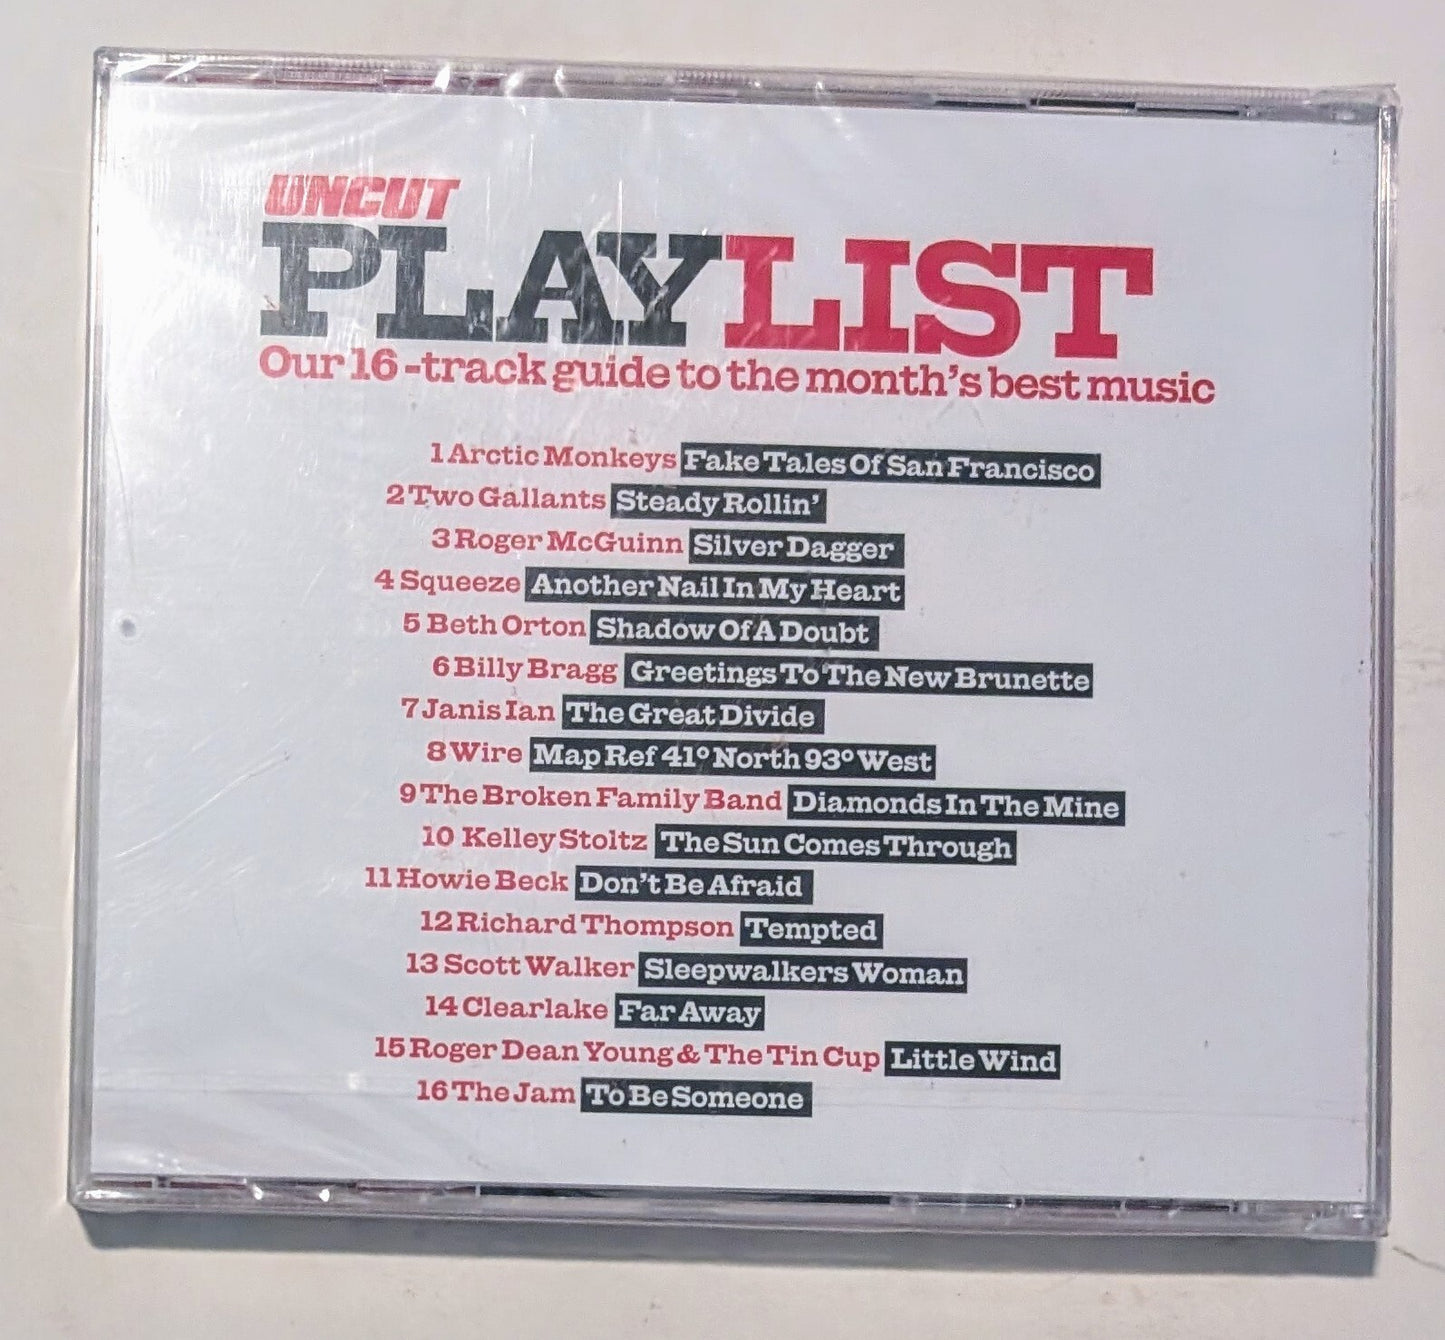 UNCUT
PLAYLIST
Our 16-track guide to the month's best music
1 Arctic Monkeys Fake Tales Of San Francisco
2 Two Gallants Steady Rollin'
3 Roger McGuinn Silver Dagger
4 Squeeze Another Nail In My Heart
5 Beth Orton Shadow Of A Doubt
6 Billy Bragg Greetings To The New Brunette
7 Janis Ian The Great Divide
8 Wire Map Ref 41° North 93° West
9 The Broken Family Band Diamonds In The Mine
10 Kelley Stoltz The Sun Comes Through
11 Howie Beck Don't Be Afraid
12 Richard Thompson Tempted
13 Scott Walker Sleepwalkers Woman
14 Clearlake Far Away
15 Roger Dean Young & The Tin Cup Little Wind
16 The Jam To Be Someone